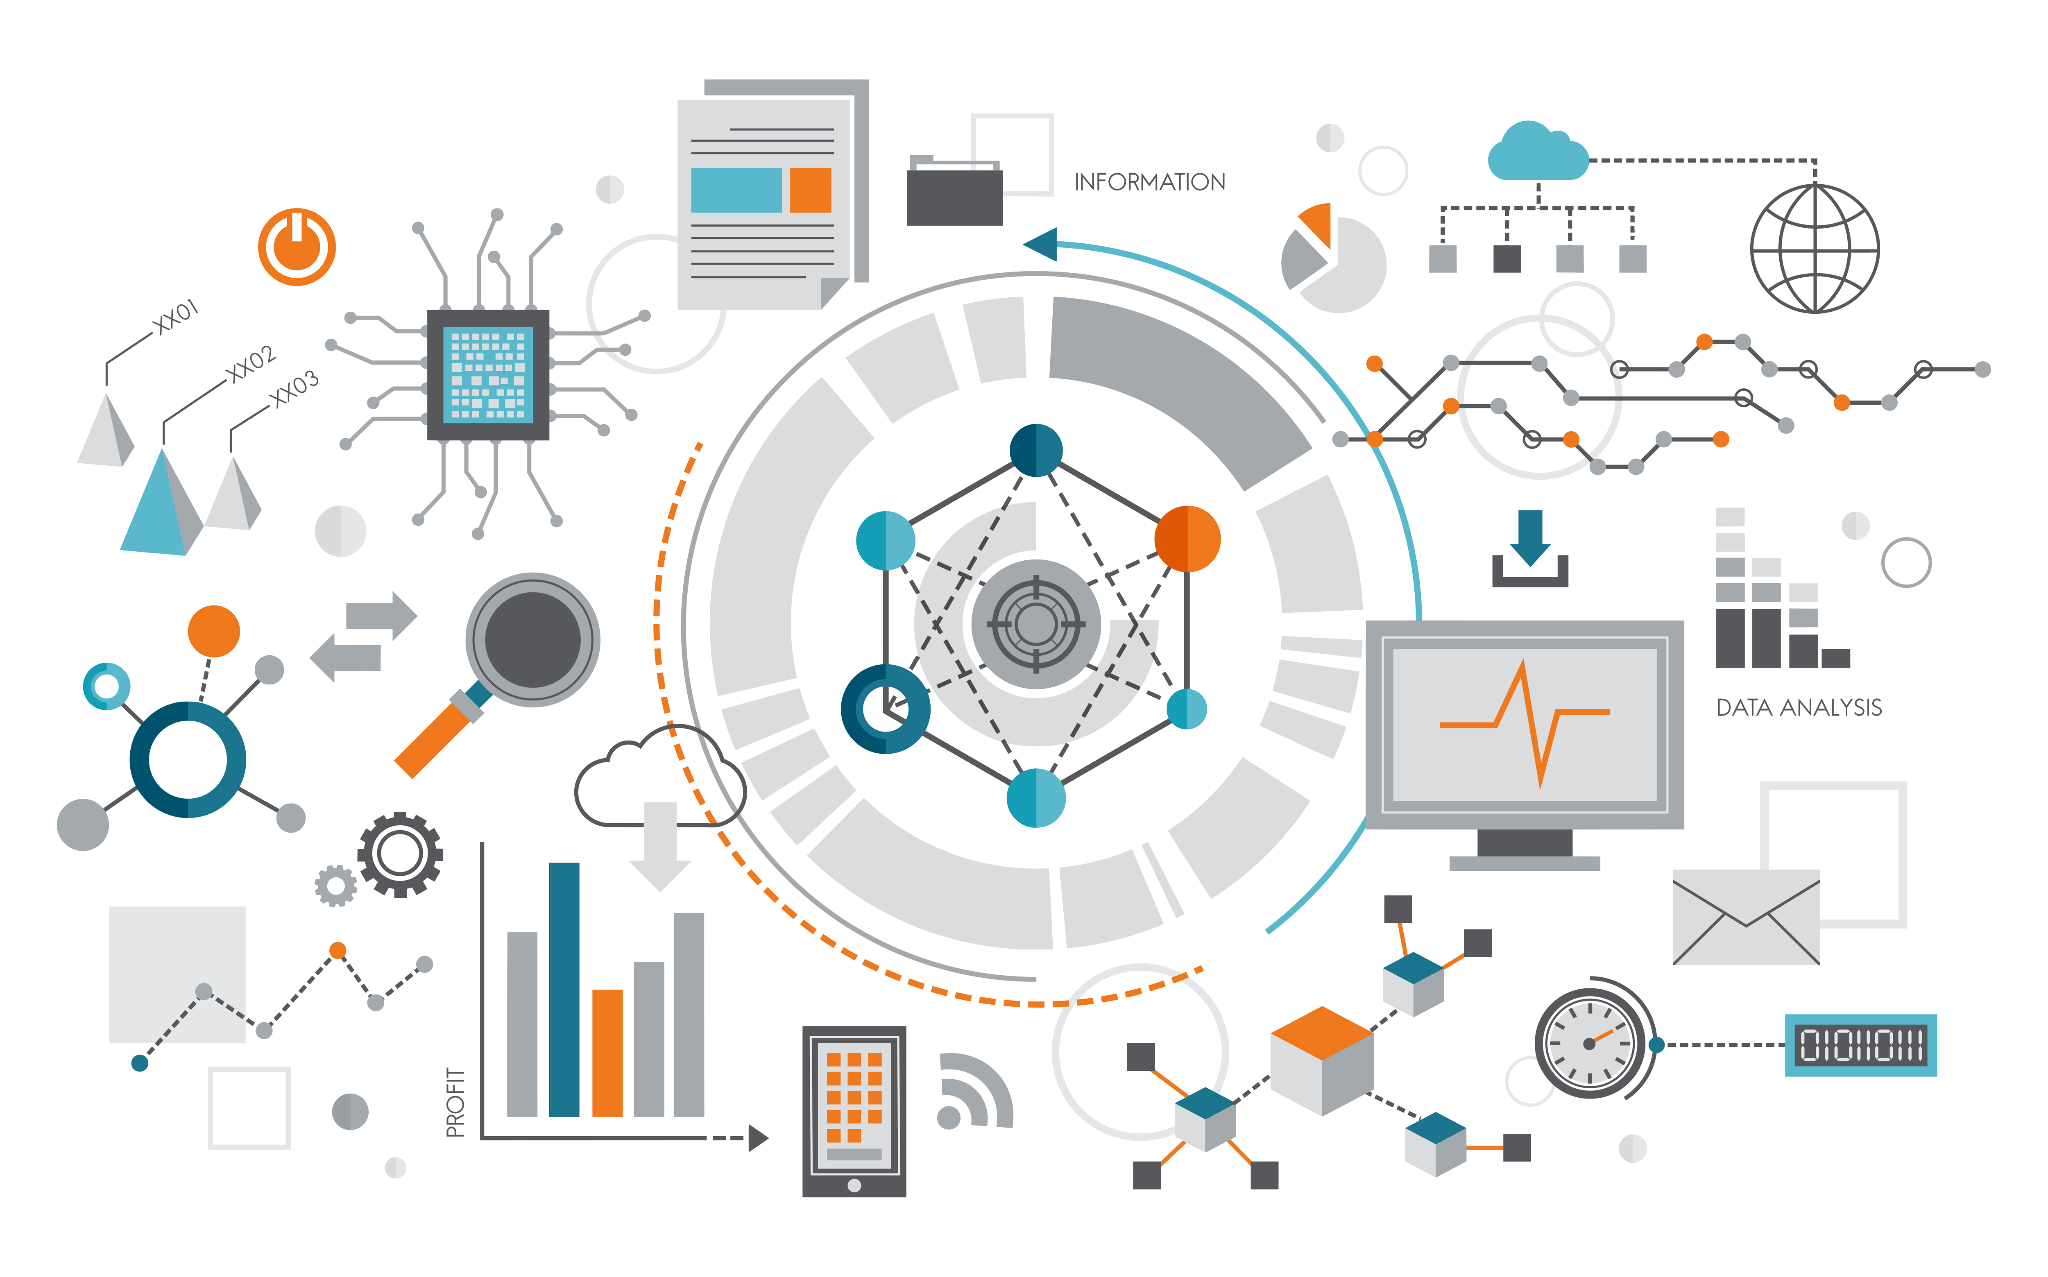 INFORMATION
XX01
XX02
XX03
DATA ANALYSIS
PROFIT
01011011